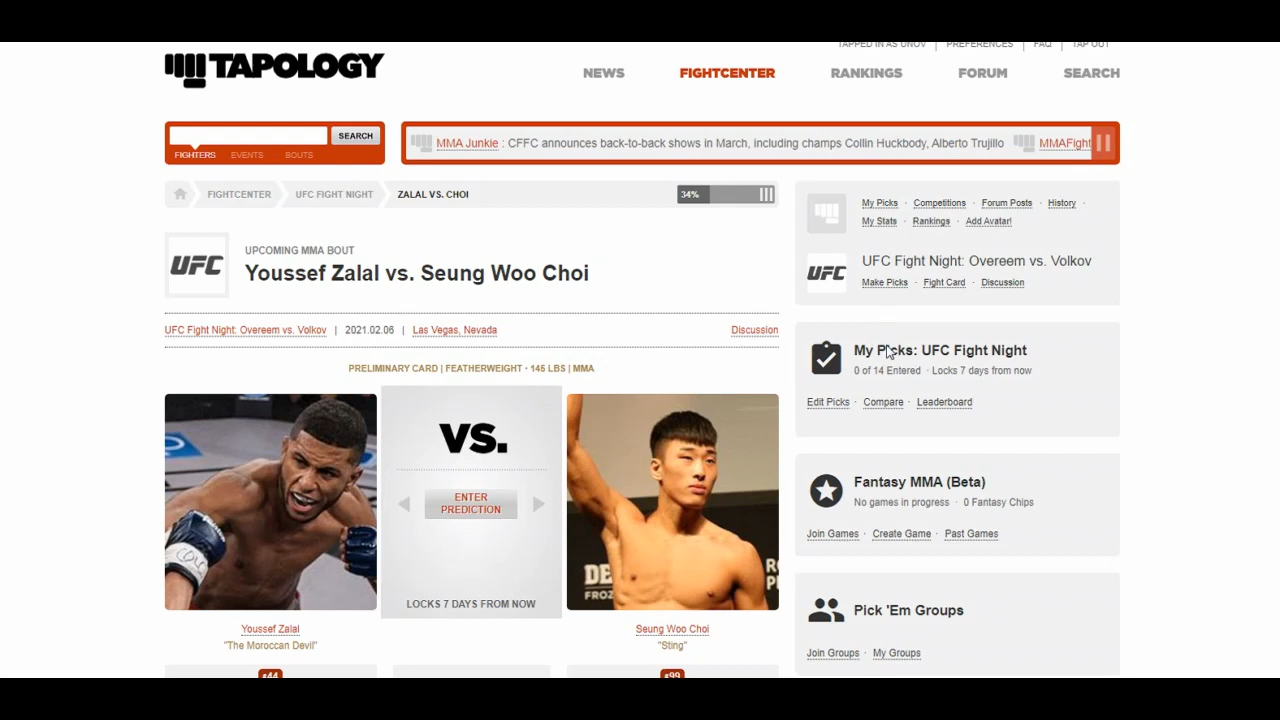 TAPPED IN AS UNOV | PREFERENCES | FAQ | TAP OUT
TAPOLOGY
NEWS FIGHTCENTER RANKINGS FORUM SEARCH
SEARCH
FIGHTERS EVENTS BOUTS
MMA Junkie : CFFC announces back-to-back shows in March, including champs Collin Huckbody, Alberto Trujillo MMAFight
FIGHTCENTER UFC FIGHT NIGHT ZALAL VS. CHOI
34%
UFC
UPCOMING MMA BOUT
Youssef Zalal vs. Seung Woo Choi
UFC Fight Night: Overeem vs. Volkov | 2021.02.06 | Las Vegas, Nevada Discussion
PRELIMINARY CARD | FEATHERWEIGHT · 145 LBS | MMA
VS.
ENTER
PREDICTION
LOCKS 7 DAYS FROM NOW
DE
FROZ
Youssef Zalal
"The Moroccan Devil"
Seung Woo Choi
"Sting"
#44
#99
My Picks · Competitions · Forum Posts · History ·
My Stats · Rankings · Add Avatar!
UFC
UFC Fight Night: Overeem vs. Volkov
Make Picks · Fight Card · Discussion
My Picks: UFC Fight Night
0 of 14 Entered · Locks 7 days from now
Edit Picks · Compare · Leaderboard
Fantasy MMA (Beta)
No games in progress · 0 Fantasy Chips
Join Games · Create Game · Past Games
Pick 'Em Groups
Join Groups · My Groups